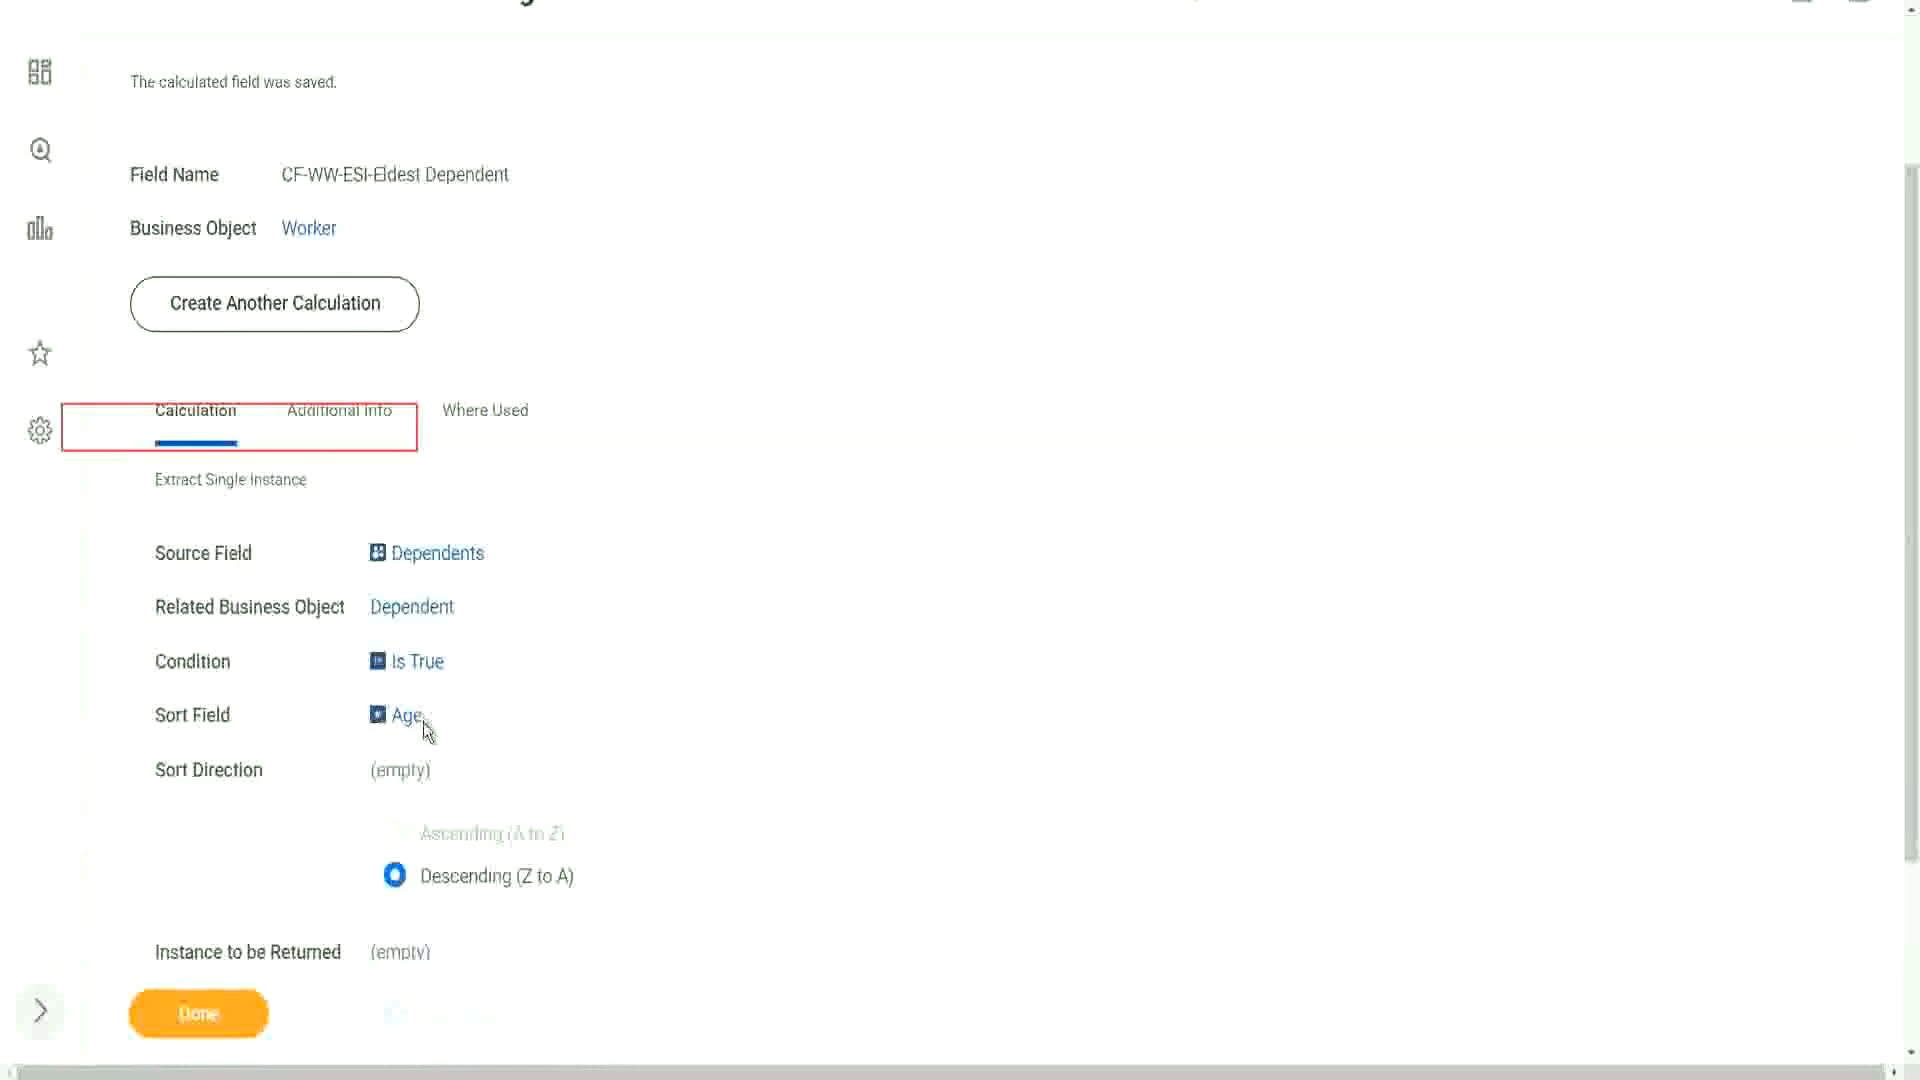 The calculated field was saved.
Field Name CF-WW-ESI-Eldest Dependent
Business Object Worker
Create Another Calculation
Calculation Additional Info Where Used
Extract Single Instance
Source Field Dependents
Related Business Object Dependent
Condition Is True
Sort Field Age
Sort Direction (empty)
Ascending (A to Z)
Descending (Z to A)
Instance to be Returned (empty)
Done